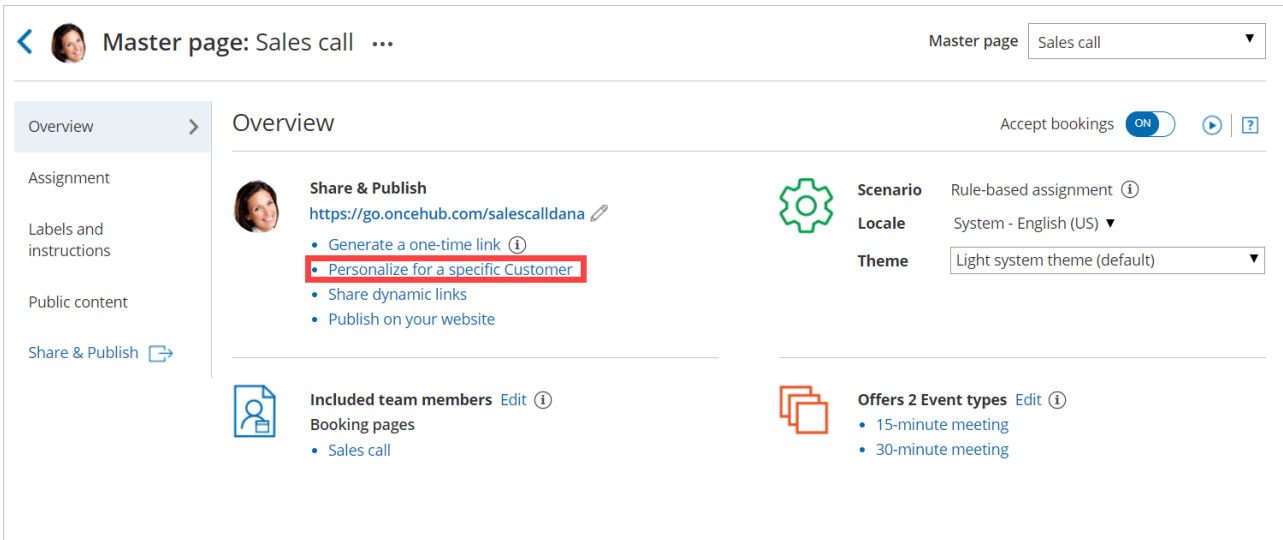 Master page: Sales call ...
Master page Sales call
Overview
Assignment
Labels and
instructions
Public content
Share & Publish
Overview
Accept bookings ON
?
Share & Publish
https://go.oncehub.com/salescalldana
• Generate a one-time link i
• Personalize for a specific Customer
• Share dynamic links
• Publish on your website
Scenario Rule-based assignment i
Locale System - English (US)
Theme Light system theme (default)
Included team members Edit i
Booking pages
• Sales call
Offers 2 Event types Edit i
• 15-minute meeting
• 30-minute meeting